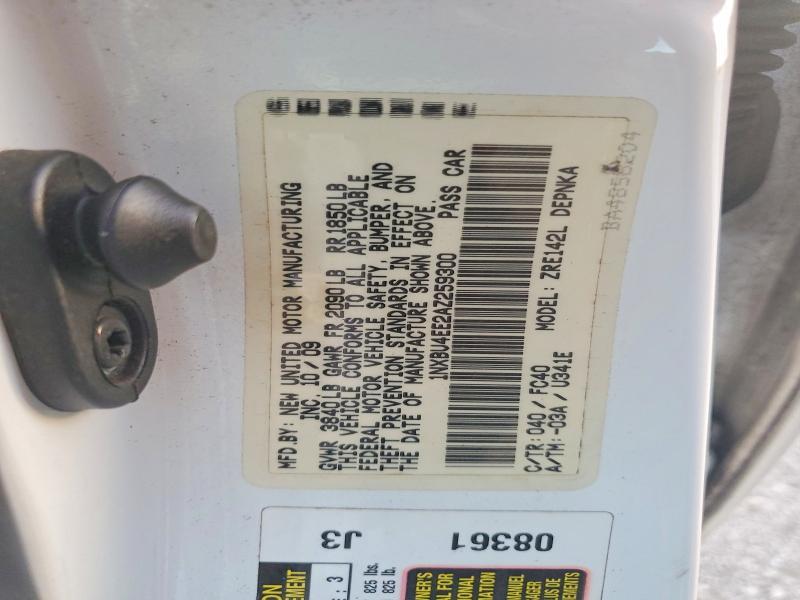 MFD.BY: NEW UNITED MOTOR MANUFACTURING
INC. 10/09
GVWR 3840LB GAWR FR 2090LB RR1850LB
THIS VEHICLE CONFORMS TO ALL APPLICABLE
FEDERAL MOTOR VEHICLE SAFETY, BUMPER, AND
THEFT PREVENTION STANDARDS IN EFFECT ON
THE DATE OF MANUFACTURE SHOWN ABOVE.
1NXBU4EE2AZ259300 PASS CAR
C/TR:040/FC40 MODEL: ZRE142L DEPNKA
A/TM:-03A/U341E
08361
J3
: 3
825 lbs.
825 lb.